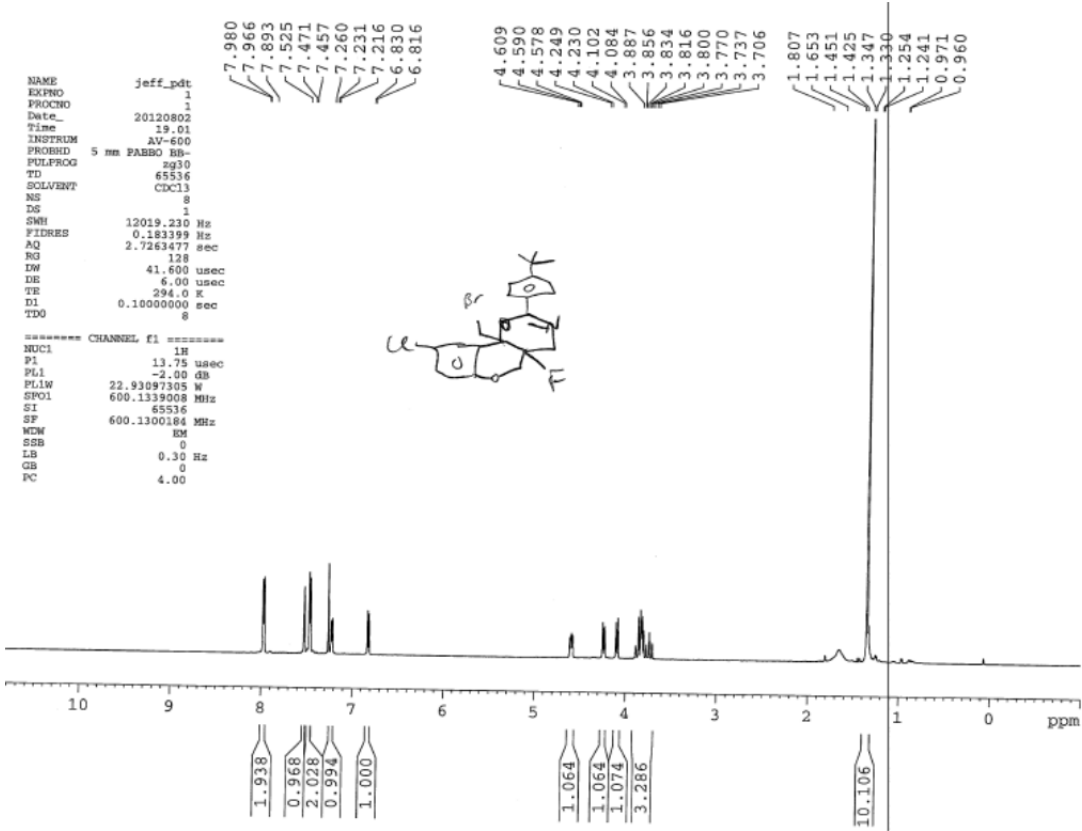 7.980
7.966
7.893
7.525
7.471
7.457
7.260
7.231
7.216
6.830
6.816
4.609
4.590
4.578
4.249
4.230
4.102
4.084
3.887
3.856
3.834
3.816
3.800
3.770
3.737
3.706
1.807
1.653
1.451
1.425
1.347
1.330
1.254
1.241
0.971
0.960
NAME jeff_pdt
EXPNO 1
PROCNO 1
Date_ 20120802
Time 19.01
INSTRUM AV-600
PROBHD 5 mm PABBO BB-
PULPROG zg30
TD 65536
SOLVENT CDCl3
NS 8
DS 1
SWH 12019.230 Hz
FIDRES 0.183399 Hz
AQ 2.7263477 sec
RG 128
DW 41.600 usec
DE 6.00 usec
TE 294.0 K
D1 0.10000000 sec
TD0 8
======== CHANNEL f1 ========
NUC1 1H
P1 13.75 usec
PL1 -2.00 dB
PL1W 22.93097305 W
SFO1 600.1339008 MHz
SI 65536
SF 600.1300184 MHz
WDW EM
SSB 0
LB 0.30 Hz
GB 0
PC 4.00
Br
Cl
O
F
10 9 8 7 6 5 4 3 2 1 0 ppm
1.938
0.968
2.028
0.994
1.000
1.064
1.064
1.074
3.286
10.106